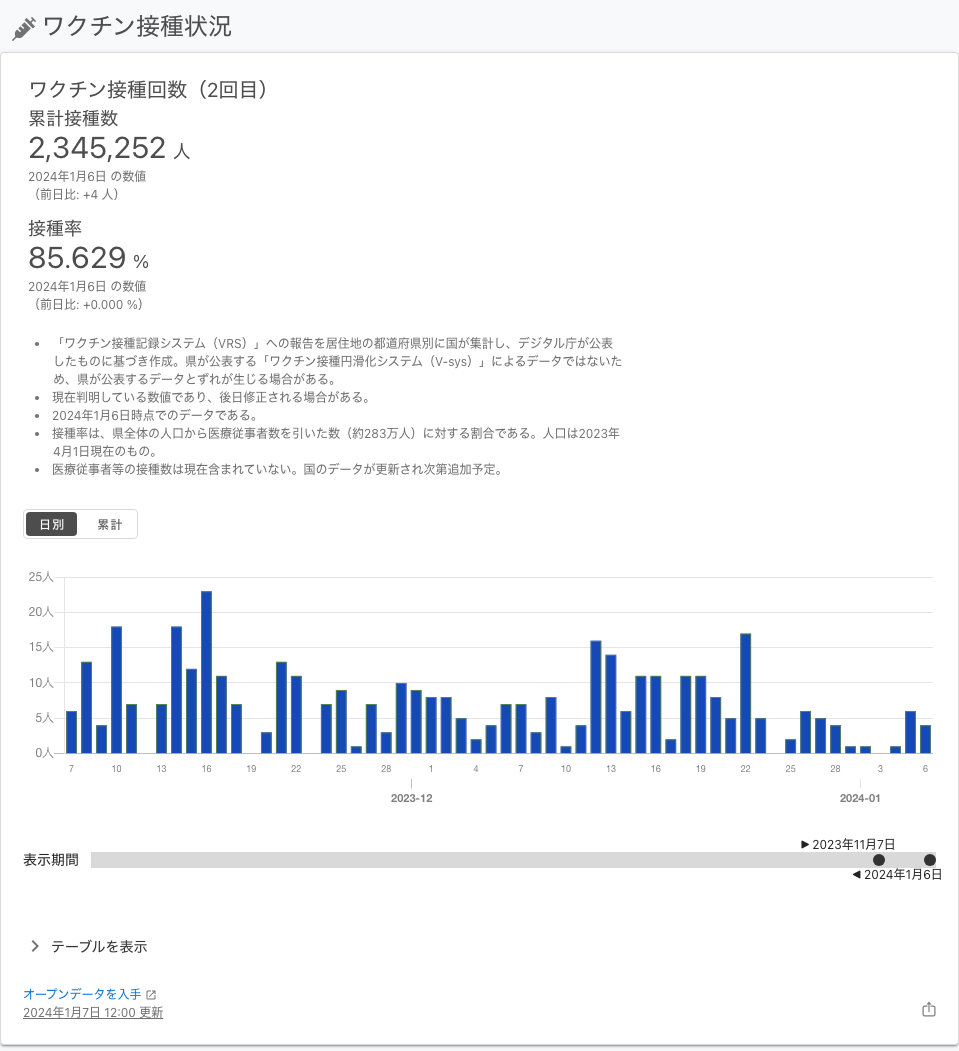 ワクチン接種状況
ワクチン接種回数（2回目）
累計接種数
2,345,252 人
2024年1月6日 の数値
（前日比: +4 人）
接種率
85.629 %
2024年1月6日 の数値
（前日比: +0.000 %）
• 「ワクチン接種記録システム（VRS）」への報告を居住地の都道府県別に国が集計し、デジタル庁が公表
したものに基づき作成。県が公表する「ワクチン接種円滑化システム（V-sys）」によるデータではないた
め、県が公表するデータとずれが生じる場合がある。
• 現在判明している数値であり、後日修正される場合がある。
• 2024年1月6日時点でのデータである。
• 接種率は、県全体の人口から医療従事者数を引いた数（約283万人）に対する割合である。人口は2023年
4月1日現在のもの。
• 医療従事者等の接種数は現在含まれていない。国のデータが更新され次第追加予定。
日別 累計
25人
20人
15人
10人
5人
0人
7 10 13 16 19 22 25 28 1 4 7 10 13 16 19 22 25 28 3 6
2023-12 2024-01
▶ 2023年11月7日
表示期間
◀ 2024年1月6日
テーブルを表示
オープンデータを入手
2024年1月7日 12:00 更新